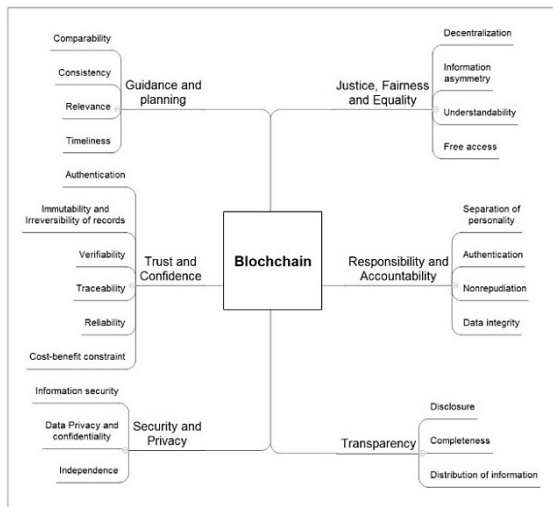 Comparability
Consistency
Relevance
Timeliness
Guidance and
planning
Authentication
Immutability and
Irreversibility of records
Verifiability
Traceability
Reliability
Cost-benefit constraint
Trust and
Confidence
Information security
Data Privacy and
confidentiality
Independence
Security and
Privacy
Blochchain
Justice, Fairness
and Equality
Decentralization
Information
asymmetry
Understandability
Free access
Responsibility and
Accountability
Separation of
personality
Authentication
Nonrepudiation
Data integrity
Transparency
Disclosure
Completeness
Distribution of information